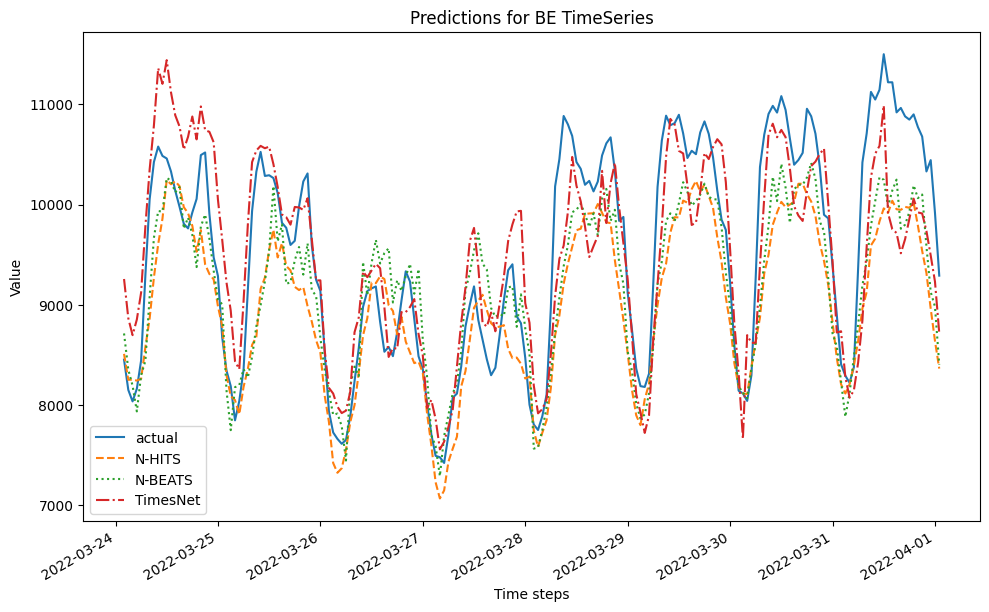 Predictions for BE TimeSeries
Value
11000
10000
9000
8000
7000
actual
N-HITS
N-BEATS
TimesNet
2022-03-24
2022-03-25
2022-03-26
2022-03-27
2022-03-28
2022-03-29
2022-03-30
2022-03-31
2022-04-01
Time steps